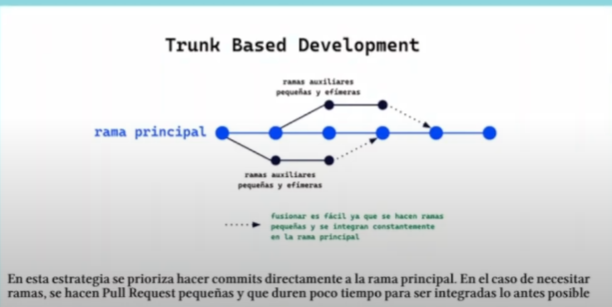 Trunk Based Development
ramas auxiliares
pequeñas y efímeras
rama principal
ramas auxiliares
pequeñas y efímeras
fusionar es fácil ya que se hacen ramas
pequeñas y se integran constantemente
en la rama principal
En esta estrategia se prioriza hacer commits directamente a la rama principal. En el caso de necesitar
ramas, se hacen Pull Request pequeñas y que duren poco tiempo para ser integradas lo antes posible